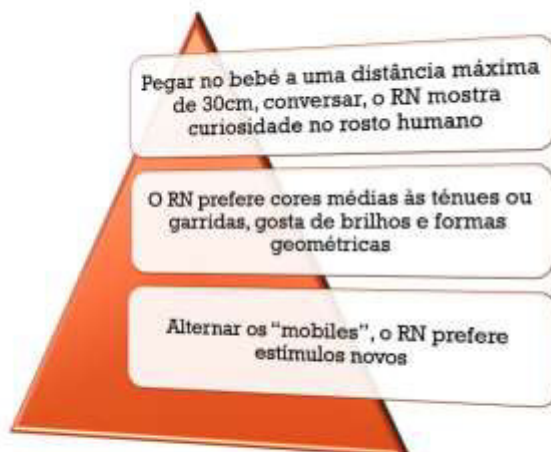 Pegar no bebé a uma distância máxima
de 30cm, conversar, o RN mostra
curiosidade no rosto humano
O RN prefere cores médias às ténues ou
garridas, gosta de brilhos e formas
geométricas
Alternar os "mobiles", o RN prefere
estímulos novos